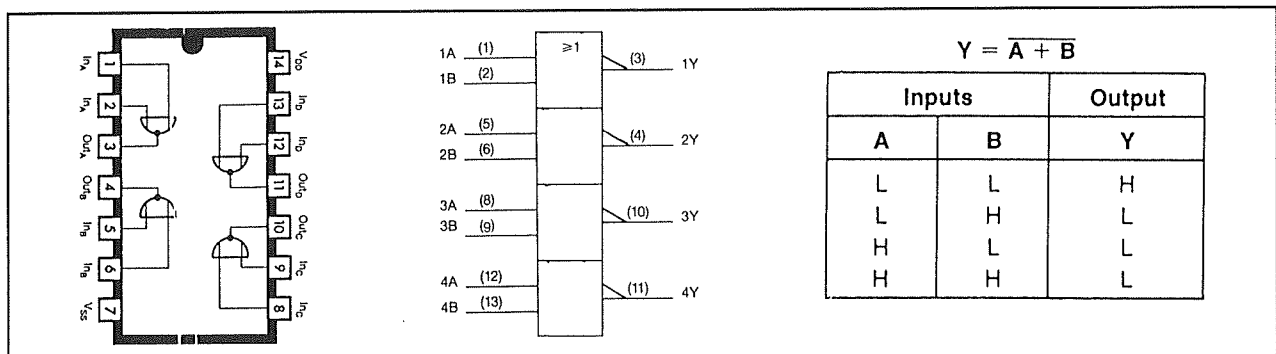 In_A 1
In_A 2
Out_A 3
Out_B 4
In_B 5
In_B 6
V_SS 7
14 V_DD
13 In_D
12 In_D
11 Out_D
10 Out_C
9 In_C
8 In_C
≥1
1A (1)
1B (2)
(3) 1Y
2A (5)
2B (6)
(4) 2Y
3A (8)
3B (9)
(10) 3Y
4A (12)
4B (13)
(11) 4Y
Y = \overline{A + B}
Inputs Output
A B Y
L L H
L H L
H L L
H H L